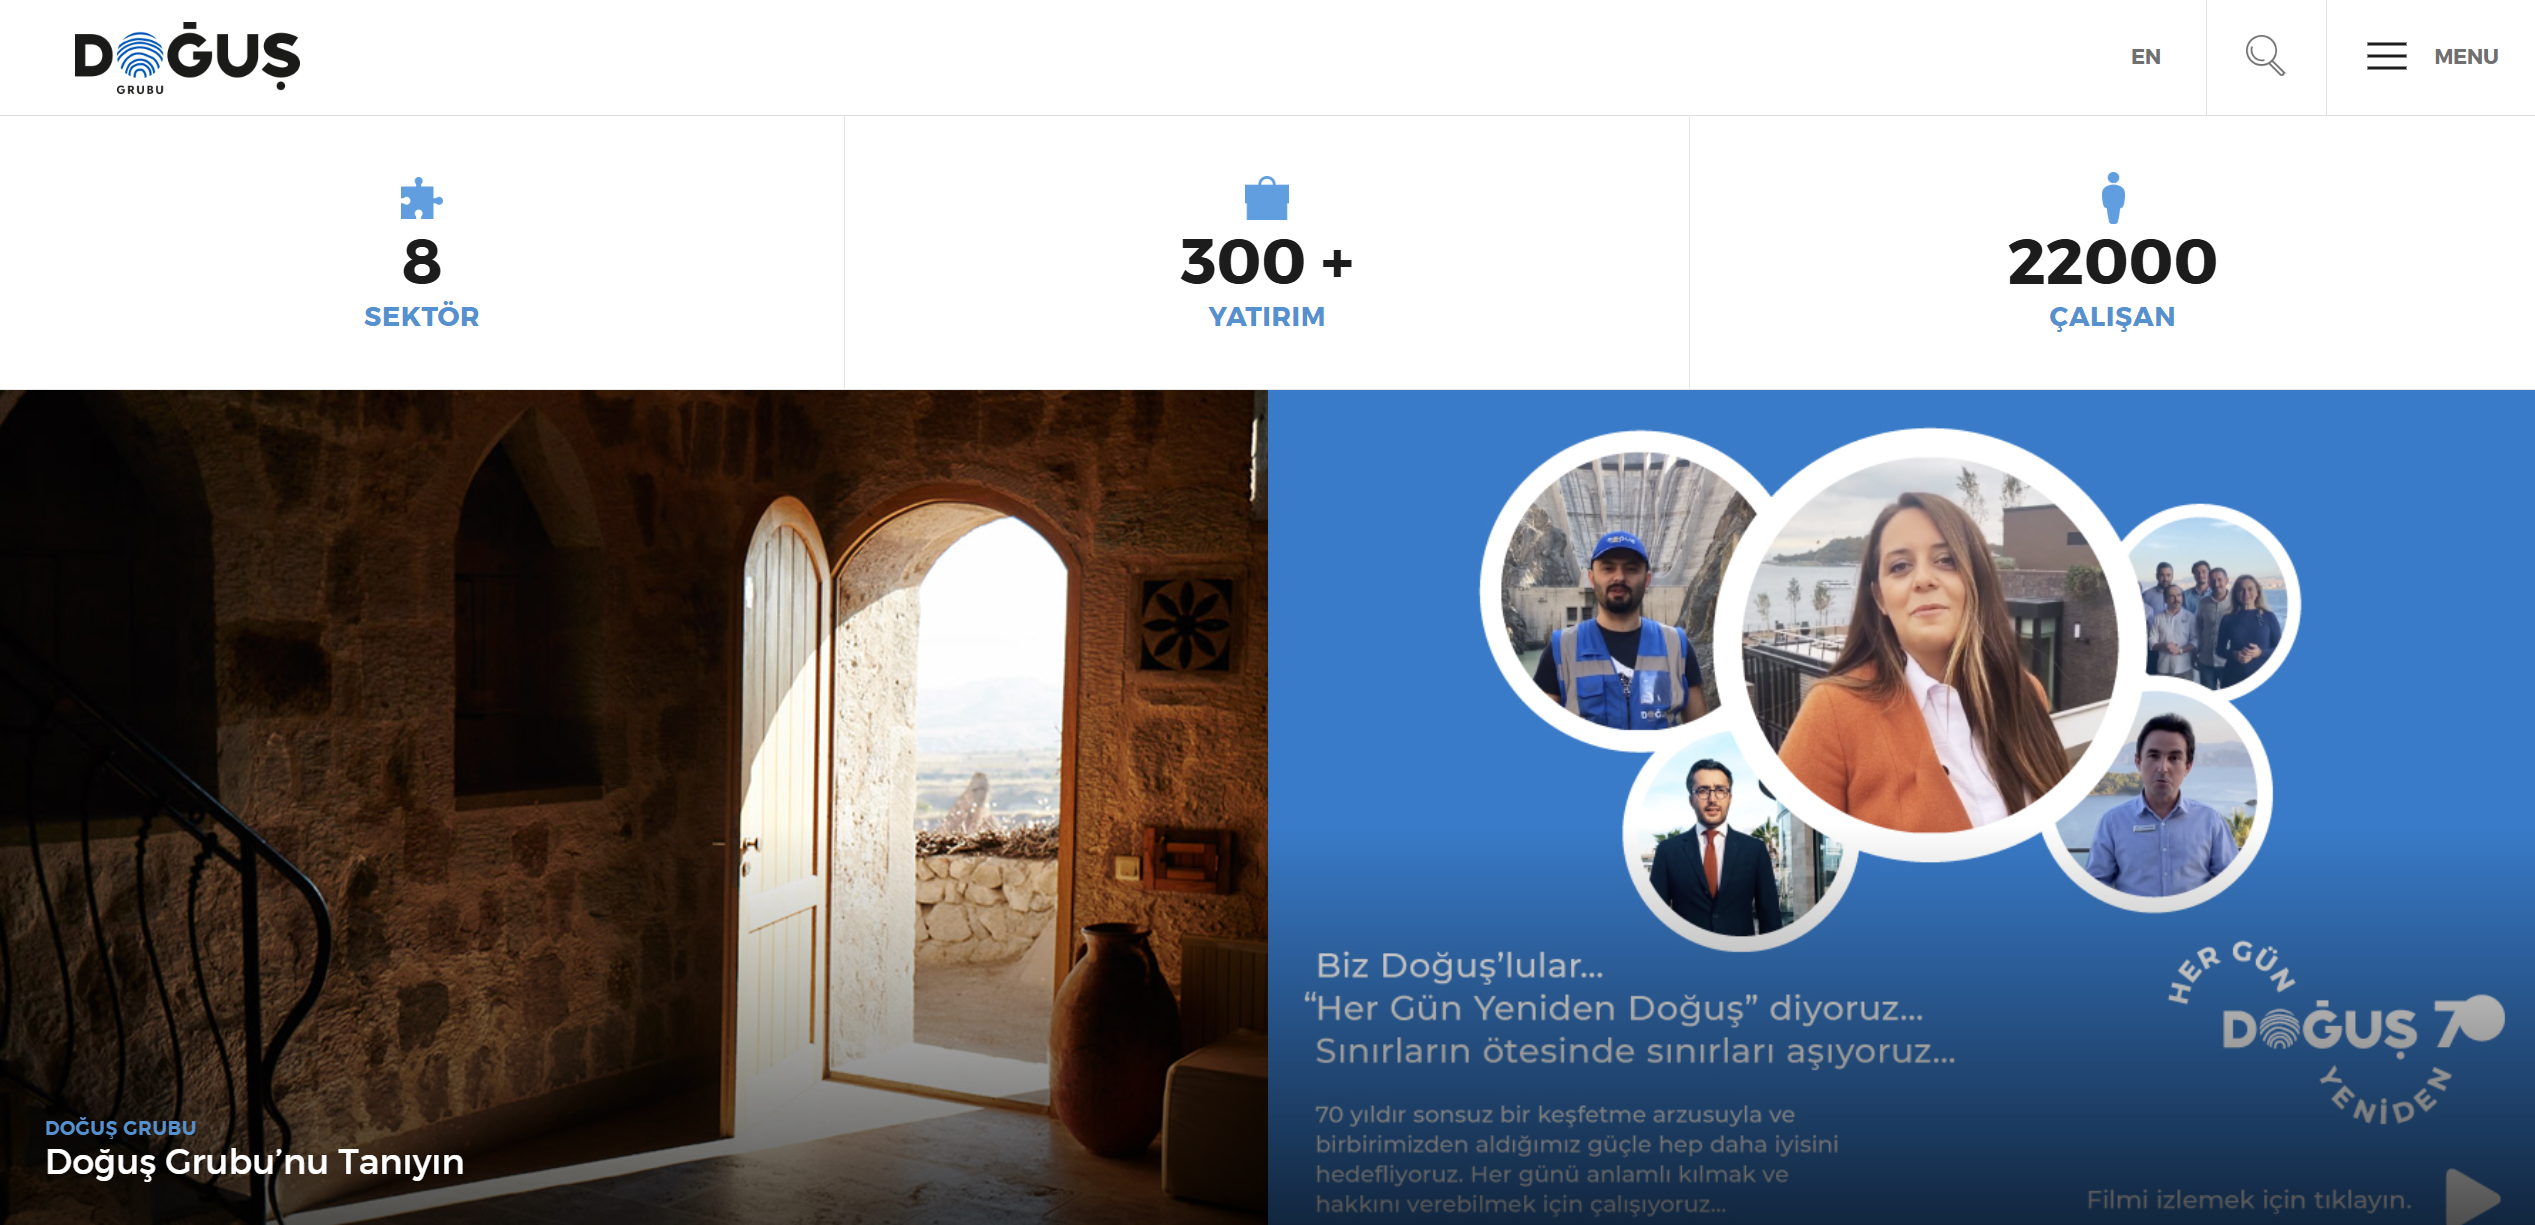 DOĞUŞ
GRUBU
EN
MENU
8
SEKTÖR
300 +
YATIRIM
22000
ÇALIŞAN
DOĞUŞ GRUBU
Doğuş Grubu’nu Tanıyın
Biz Doğuş’lular...
“Her Gün Yeniden Doğuş” diyoruz...
Sınırların ötesinde sınırları aşıyoruz...
70 yıldır sonsuz bir keşfetme arzusuyla ve
birbirimizden aldığımız güçle hep daha iyisini
hedefliyoruz. Her günü anlamlı kılmak ve
hakkını verebilmek için çalışıyoruz...
HER GÜN
DOĞUŞ 70
YENİDEN
Filmi izlemek için tıklayın.